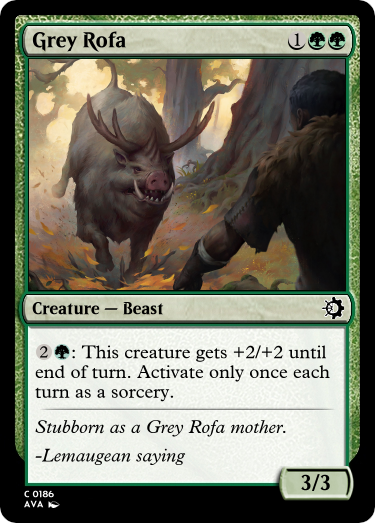 Grey Rofa 1
Creature — Beast
2 : This creature gets +2/+2 until
end of turn. Activate only once each
turn as a sorcery.
Stubborn as a Grey Rofa mother.
-Lemaugean saying
3/3
C 0186
AVA